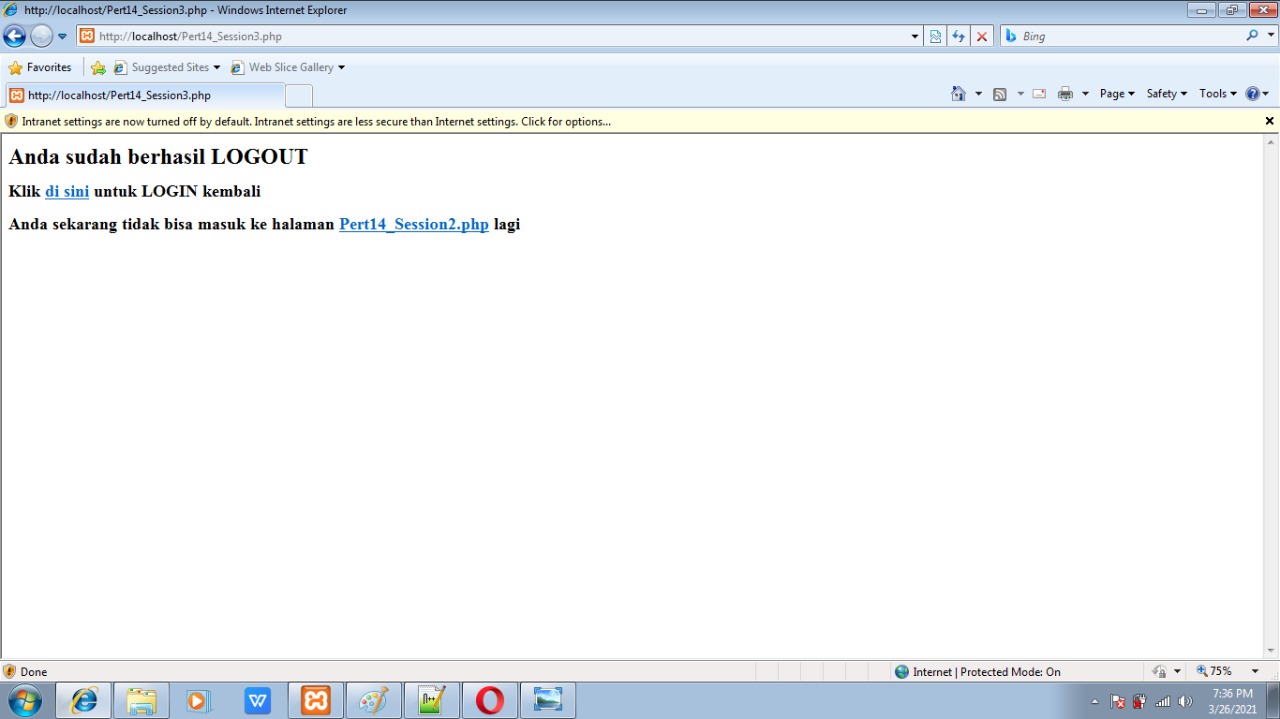 http://localhost/Pert14_Session3.php - Windows Internet Explorer
http://localhost/Pert14_Session3.php
Bing
Favorites Suggested Sites Web Slice Gallery
http://localhost/Pert14_Session3.php Page Safety Tools
Intranet settings are now turned off by default. Intranet settings are less secure than Internet settings. Click for options...
Anda sudah berhasil LOGOUT
Klik di sini untuk LOGIN kembali
Anda sekarang tidak bisa masuk ke halaman Pert14_Session2.php lagi
Done Internet | Protected Mode: On 75%
7:36 PM
3/26/2021